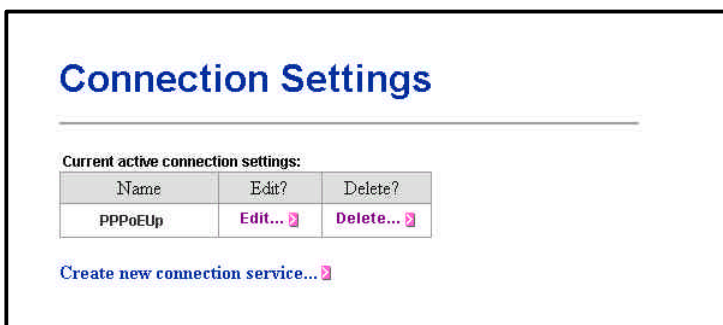 Connection Settings
Current active connection settings:
Name Edit? Delete?
PPPoEUp Edit... Delete...
Create new connection service...